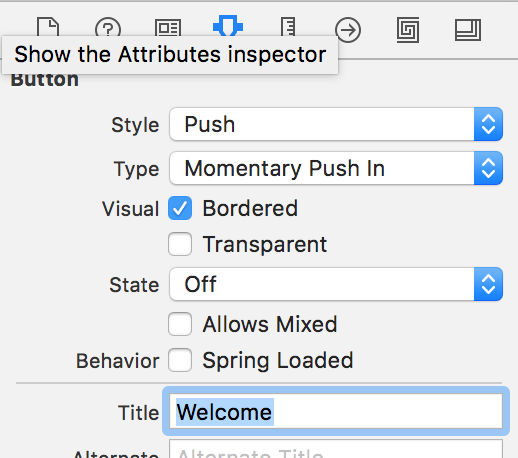 Show the Attributes inspector
Button
Style Push
Type Momentary Push In
Visual Bordered
Transparent
State Off
Allows Mixed
Behavior Spring Loaded
Title Welcome
Alternate Alternate Title